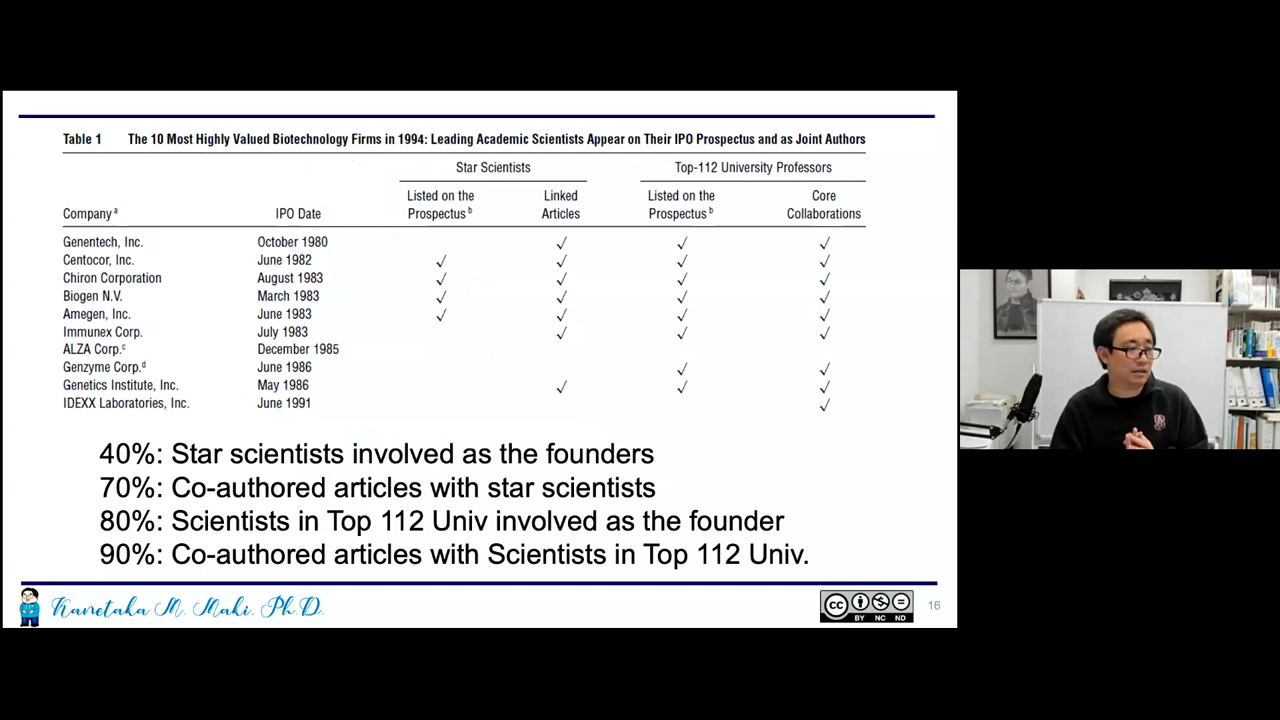 Table 1 The 10 Most Highly Valued Biotechnology Firms in 1994: Leading Academic Scientists Appear on Their IPO Prospectus and as Joint Authors
Star Scientists Top-112 University Professors
Listed on the Linked Listed on the Core
Company a IPO Date Prospectus b Articles Prospectus b Collaborations
Genentech, Inc. October 1980 √ √ √
Centocor, Inc. June 1982 √ √ √ √
Chiron Corporation August 1983 √ √ √ √
Biogen N.V. March 1983 √ √ √ √
Amegen, Inc. June 1983 √ √ √ √
Immunex Corp. July 1983 √ √ √
ALZA Corp.c December 1985
Genzyme Corp.d June 1986 √ √
Genetics Institute, Inc. May 1986 √ √ √
IDEXX Laboratories, Inc. June 1991 √
40%: Star scientists involved as the founders
70%: Co-authored articles with star scientists
80%: Scientists in Top 112 Univ involved as the founder
90%: Co-authored articles with Scientists in Top 112 Univ.
Kanetaka M. Maki, Ph.D.
CC BY NC ND
16